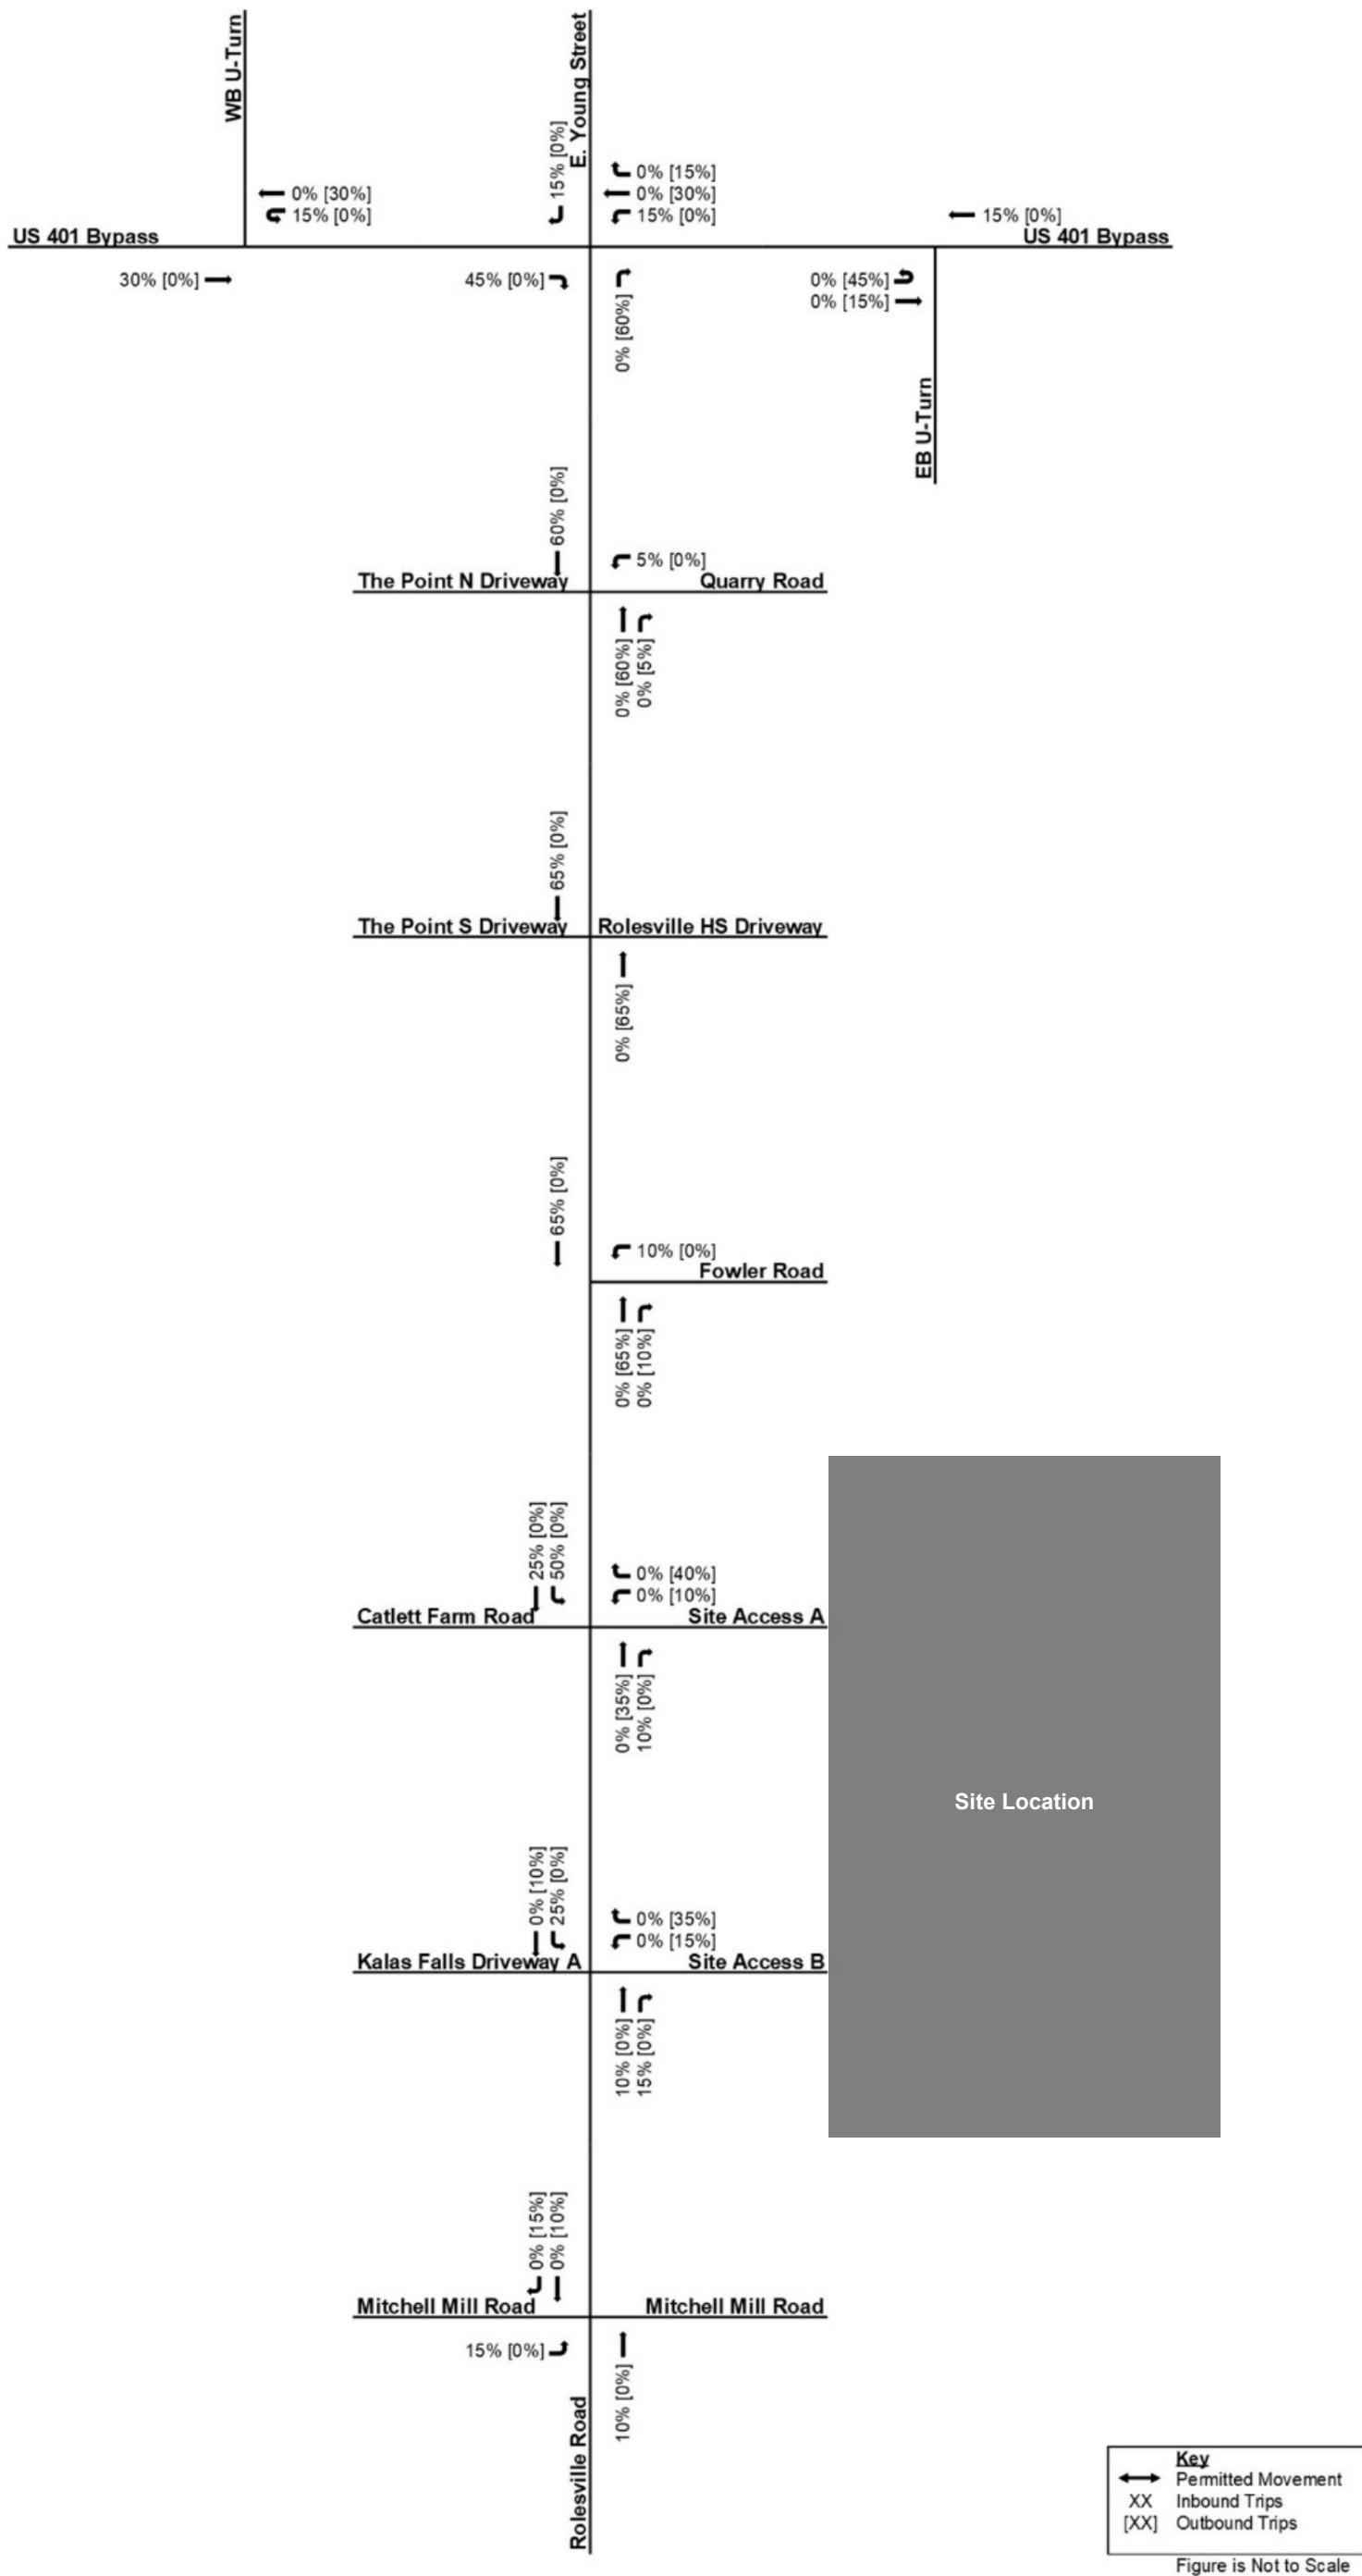 WB U-Turn
E. Young Street
15% [0%]
0% [15%]
0% [30%]
0% [30%]
15% [0%]
15% [0%]
15% [0%]
US 401 Bypass
US 401 Bypass
30% [0%]
45% [0%]
0% [60%]
0% [45%]
0% [15%]
EB U-Turn
60% [0%]
5% [0%]
The Point N Driveway
Quarry Road
0% [60%]
0% [5%]
65% [0%]
The Point S Driveway
Rolesville HS Driveway
0% [65%]
65% [0%]
10% [0%]
Fowler Road
0% [65%]
0% [10%]
25% [0%]
50% [0%]
0% [40%]
0% [10%]
Catlett Farm Road
Site Access A
0% [35%]
10% [0%]
Site Location
0% [10%]
25% [0%]
0% [35%]
0% [15%]
Kalas Falls Driveway A
Site Access B
10% [0%]
15% [0%]
0% [15%]
0% [10%]
Mitchell Mill Road
Mitchell Mill Road
15% [0%]
10% [0%]
Rolesville Road
Key
Permitted Movement
XX Inbound Trips
[XX] Outbound Trips
Figure is Not to Scale